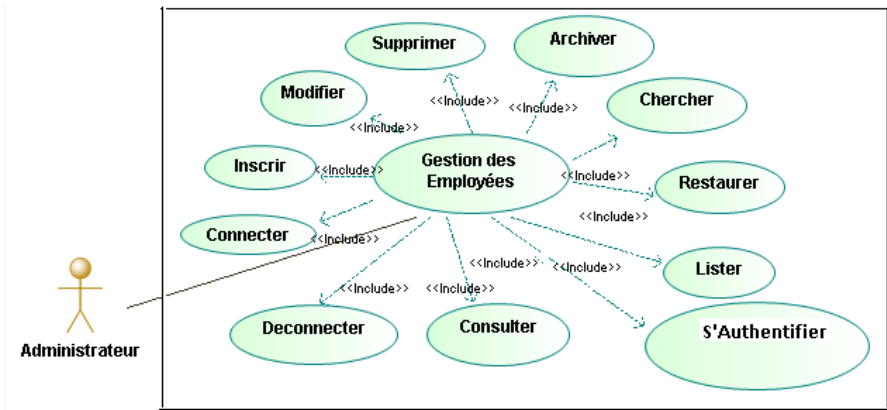 Supprimer
Archiver
Modifier
<<Include>>
<<Include>>
Chercher
<<Include>>
Inscrir
<<Include>>
Gestion des
Employées
<<Include>>
Restaurer
Connecter
<<Include>>
<<Include>>
<<Include>>
<<Include>>
Lister
<<Include>>
<<Include>>
Deconnecter
Consulter
S'Authentifier
Administrateur